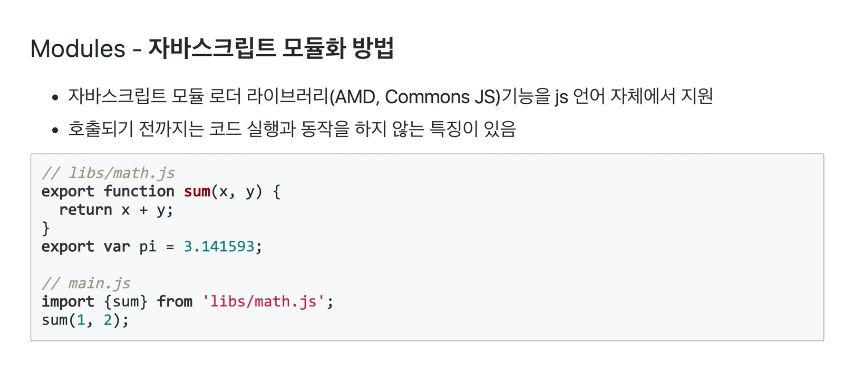 Modules - 자바스크립트 모듈화 방법
• 자바스크립트 모듈 로더 라이브러리(AMD, Commons JS)기능을 js 언어 자체에서 지원
• 호출되기 전까지는 코드 실행과 동작을 하지 않는 특징이 있음
// libs/math.js
export function sum(x, y) {
  return x + y;
}
export var pi = 3.141593;

// main.js
import {sum} from 'libs/math.js';
sum(1, 2);